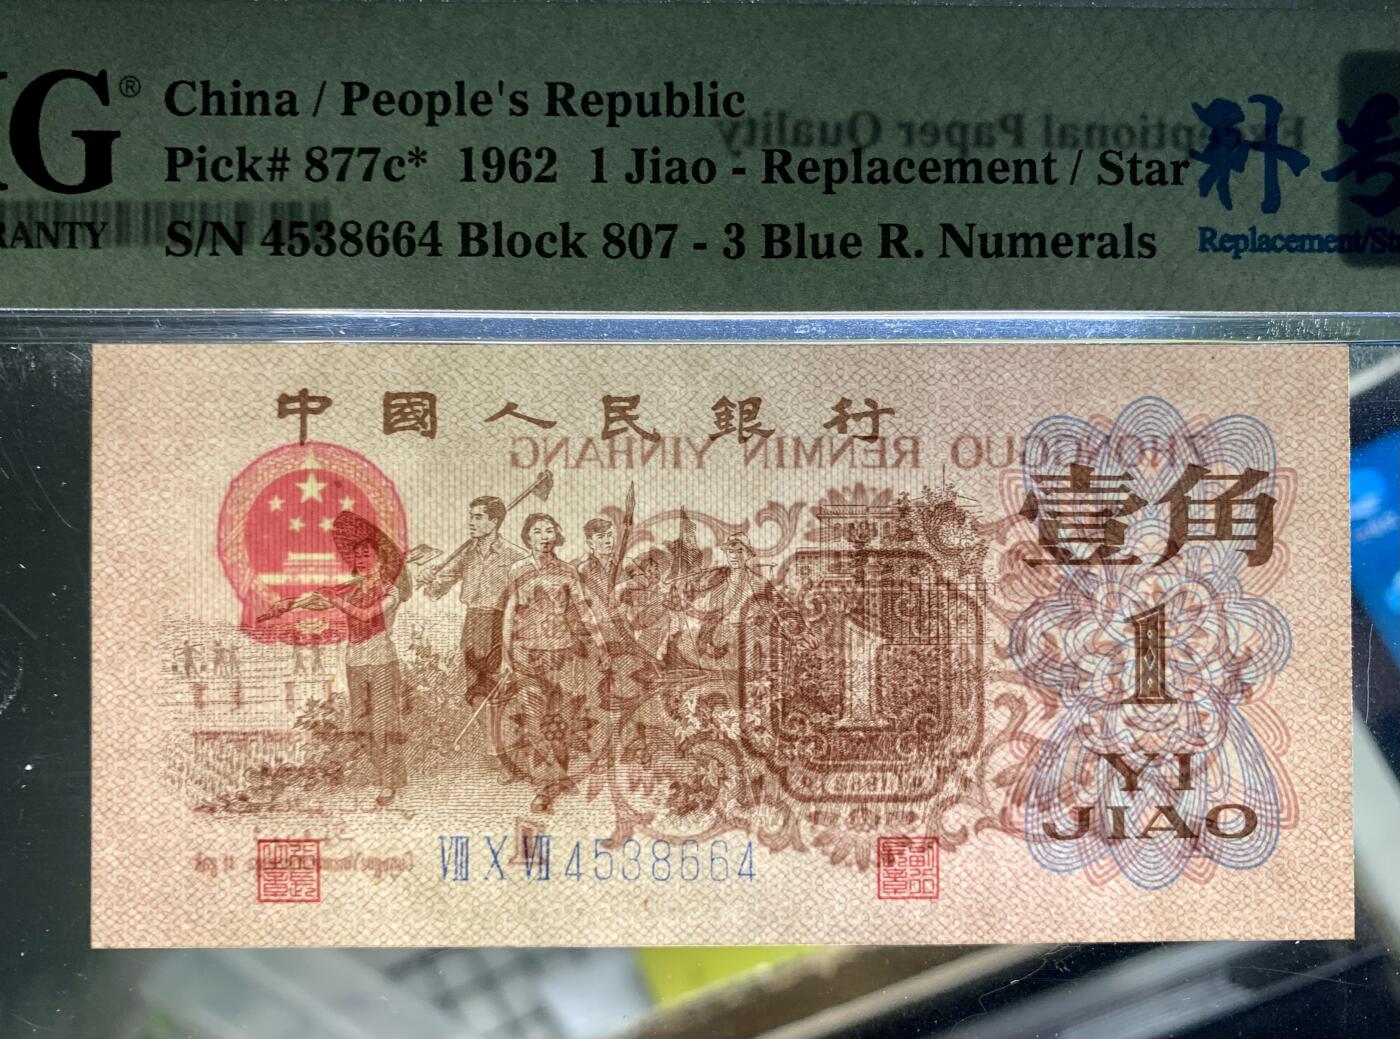 G®
China / People's Republic
Exceptional Paper Quality
Pick# 877c* 1962 1 Jiao - Replacement / Star
补号
RANTY
S/N 4538664 Block 807 - 3 Blue R. Numerals
Replacement/St
中國人民銀行
ZHONGGUO RENMIN YINHANG
壹角
1
YI
JIAO
VIII X VII 4538664